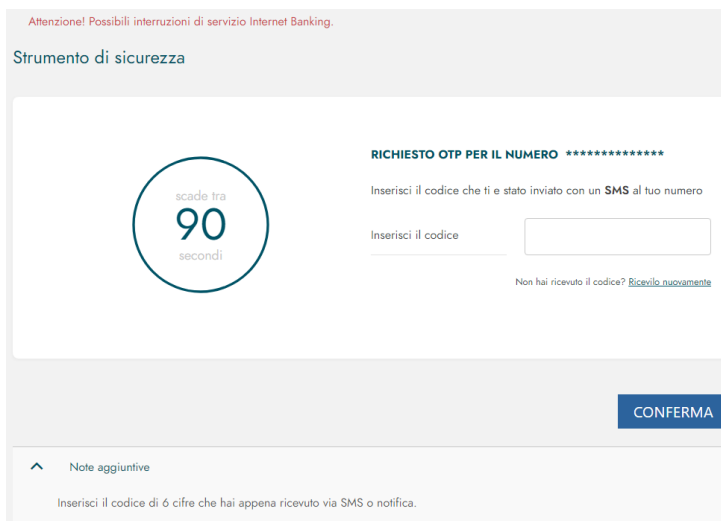 Attenzione! Possibili interruzioni di servizio Internet Banking.
Strumento di sicurezza
scade tra
90
secondi
RICHIESTO OTP PER IL NUMERO **************
Inserisci il codice che ti e stato inviato con un SMS al tuo numero
Inserisci il codice
Non hai ricevuto il codice? Ricevilo nuovamente
CONFERMA
Note aggiuntive
Inserisci il codice di 6 cifre che hai appena ricevuto via SMS o notifica.